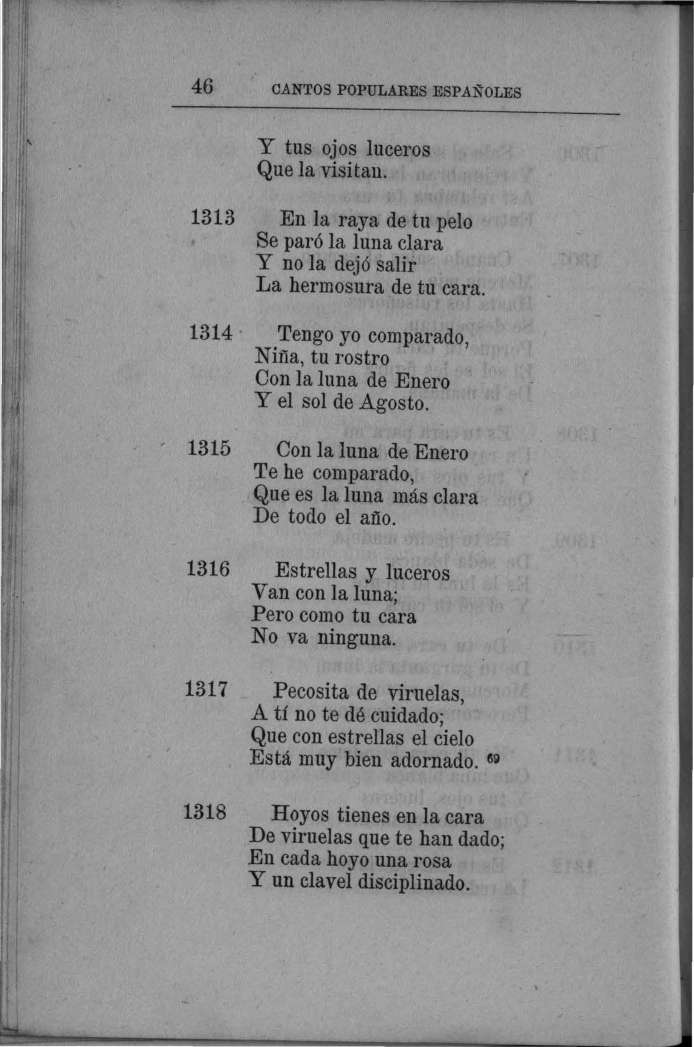 46 CANTOS POPULARES ESPAÑOLES
Y tus ojos luceros
Que la visitan.
1313 En la raya de tu pelo
Se paró la luna clara
Y no la dejó salir
La hermosura de tu cara.
1314 Tengo yo comparado,
Niña, tu rostro
Con la luna de Enero
Y el sol de Agosto.
1315 Con la luna de Enero
Te he comparado,
Que es la luna más clara
De todo el año.
1316 Estrellas y luceros
Van con la luna;
Pero como tu cara
No va ninguna.
1317 Pecosita de viruelas,
A tí no te dé cuidado;
Que con estrellas el cielo
Está muy bien adornado. 69
1318 Hoyos tienes en la cara
De viruelas que te han dado;
En cada hoyo una rosa
Y un clavel disciplinado.